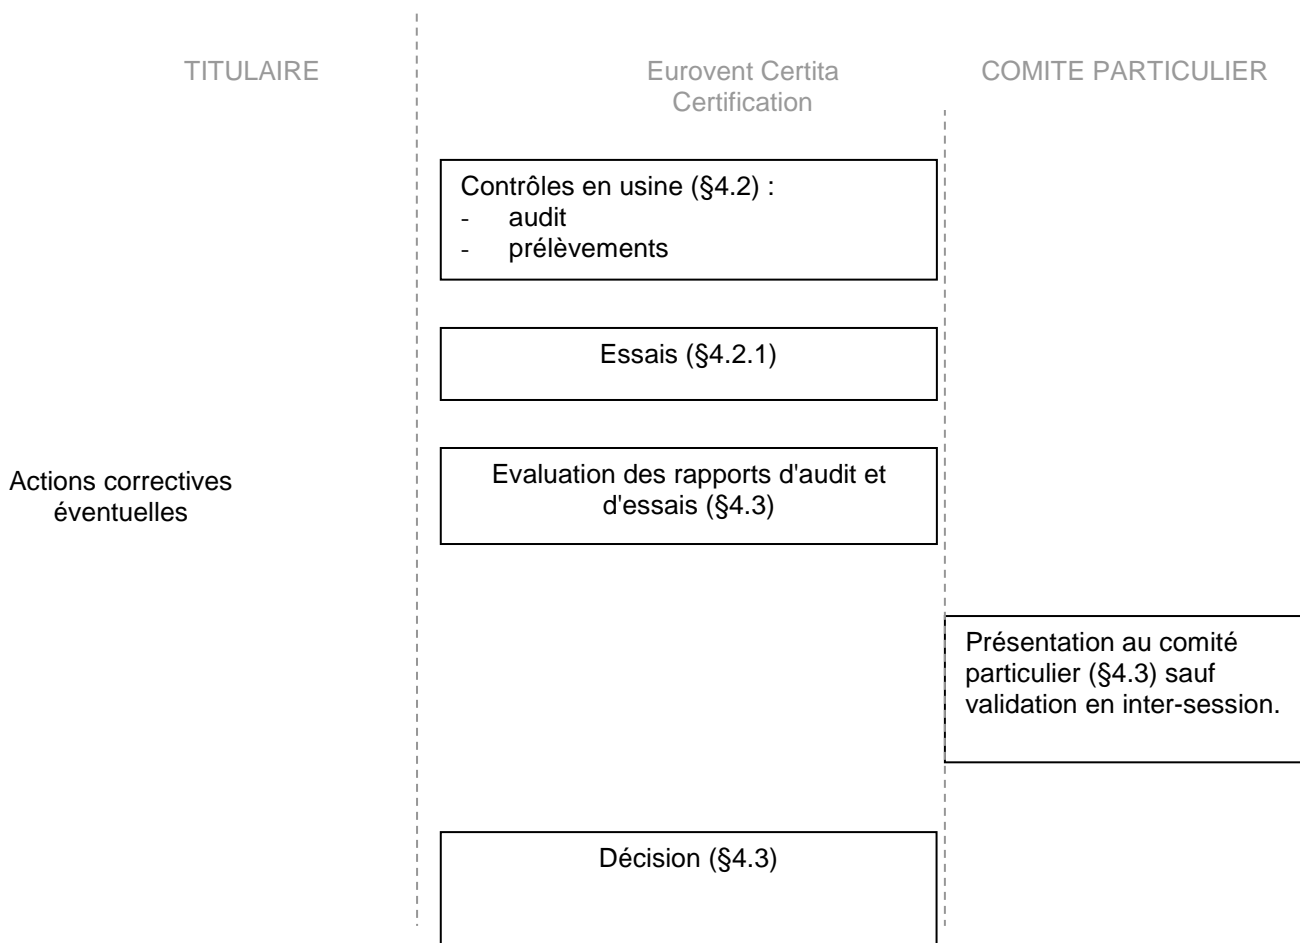 TITULAIRE
Eurovent Certita
Certification
COMITE PARTICULIER
Contrôles en usine (§4.2) :
- audit
- prélèvements
Essais (§4.2.1)
Actions correctives
éventuelles
Evaluation des rapports d'audit et
d'essais (§4.3)
Présentation au comité
particulier (§4.3) sauf
validation en inter-session.
Décision (§4.3)